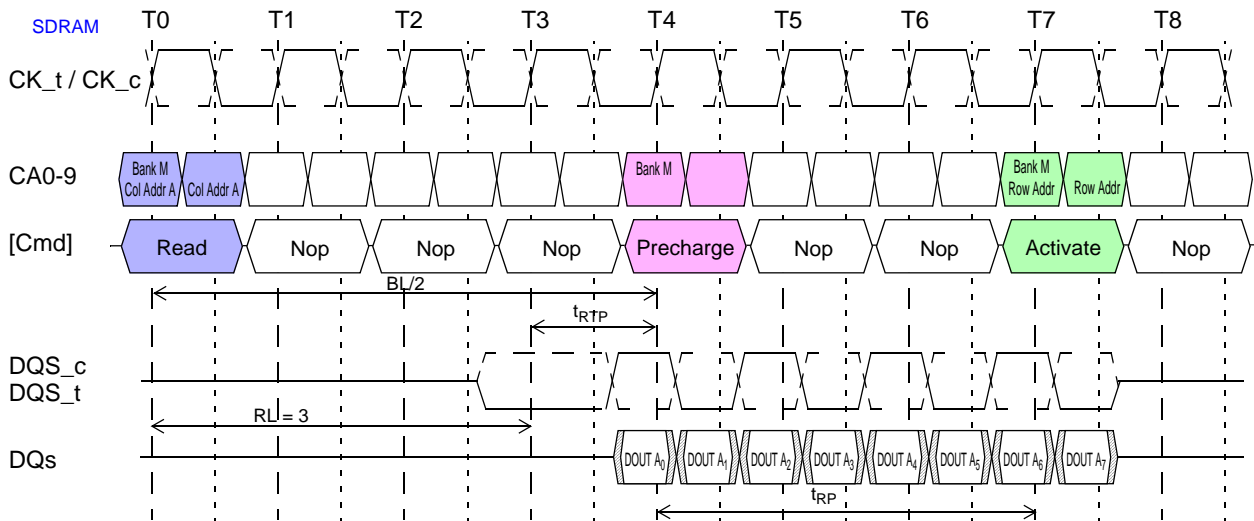 SDRAM T0 T1 T2 T3 T4 T5 T6 T7 T8
CK_t / CK_c
CA0-9
Bank M
Col Addr A
Col Addr A
Bank M
Bank M
Row Addr
Row Addr
[Cmd] Read Nop Nop Nop Precharge Nop Nop Activate Nop
BL/2
tRTP
DQS_c
DQS_t
RL = 3
DQs DOUT A0 DOUT A1 DOUT A2 DOUT A3 DOUT A4 DOUT A5 DOUT A6 DOUT A7
tRP